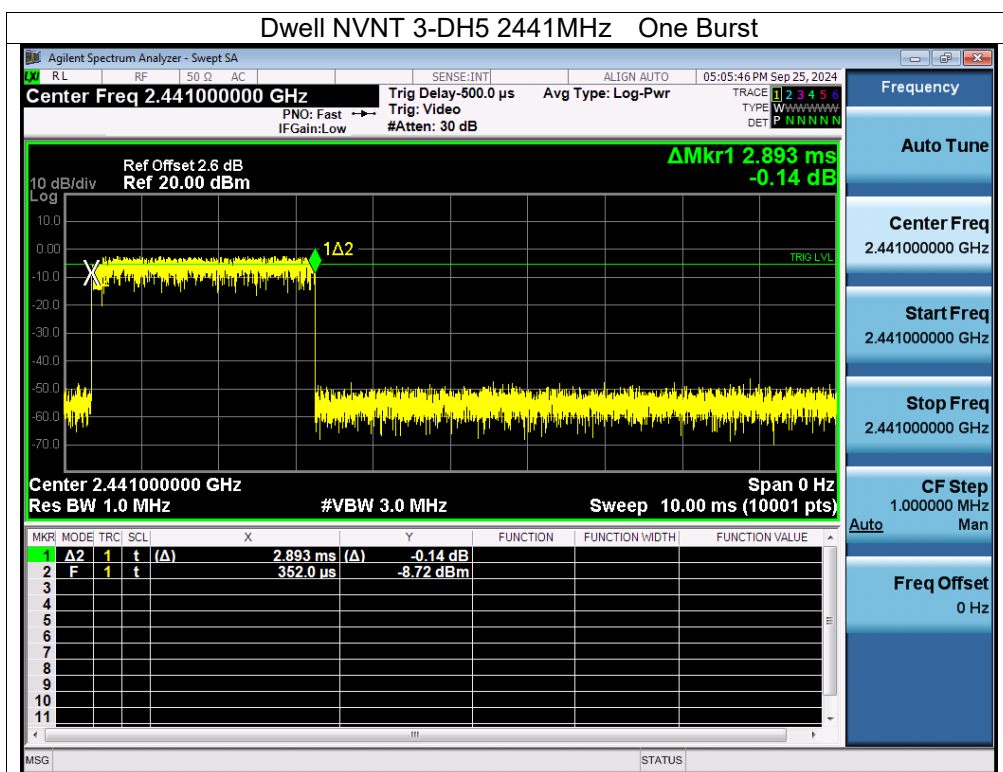 Dwell NVNT 3-DH5 2441MHz One Burst
Agilent Spectrum Analyzer - Swept SA
LXI RL RF 50 Ω AC SENSE:INT ALIGN AUTO 05:05:46 PM Sep 25, 2024
Center Freq 2.441000000 GHz
PNO: Fast
IFGain:Low
Trig Delay-500.0 µs
Trig: Video
#Atten: 30 dB
Avg Type: Log-Pwr
TRACE 1 2 3 4 5 6
TYPE WWWWWW
DET P N N N N N
ΔMkr1 2.893 ms
-0.14 dB
Ref Offset 2.6 dB
10 dB/div Ref 20.00 dBm
Log
10.0
0.00
-10.0
-20.0
-30.0
-40.0
-50.0
-60.0
-70.0
1Δ2
TRIG LVL
Center 2.441000000 GHz Span 0 Hz
Res BW 1.0 MHz #VBW 3.0 MHz Sweep 10.00 ms (10001 pts)
MKR MODE TRC SCL X Y FUNCTION FUNCTION WIDTH FUNCTION VALUE
1 Δ2 1 t (Δ) 2.893 ms (Δ) -0.14 dB
2 F 1 t 352.0 µs -8.72 dBm
3
4
5
6
7
8
9
10
11
MSG STATUS
Frequency
Auto Tune
Center Freq
2.441000000 GHz
Start Freq
2.441000000 GHz
Stop Freq
2.441000000 GHz
CF Step
1.000000 MHz
Auto Man
Freq Offset
0 Hz